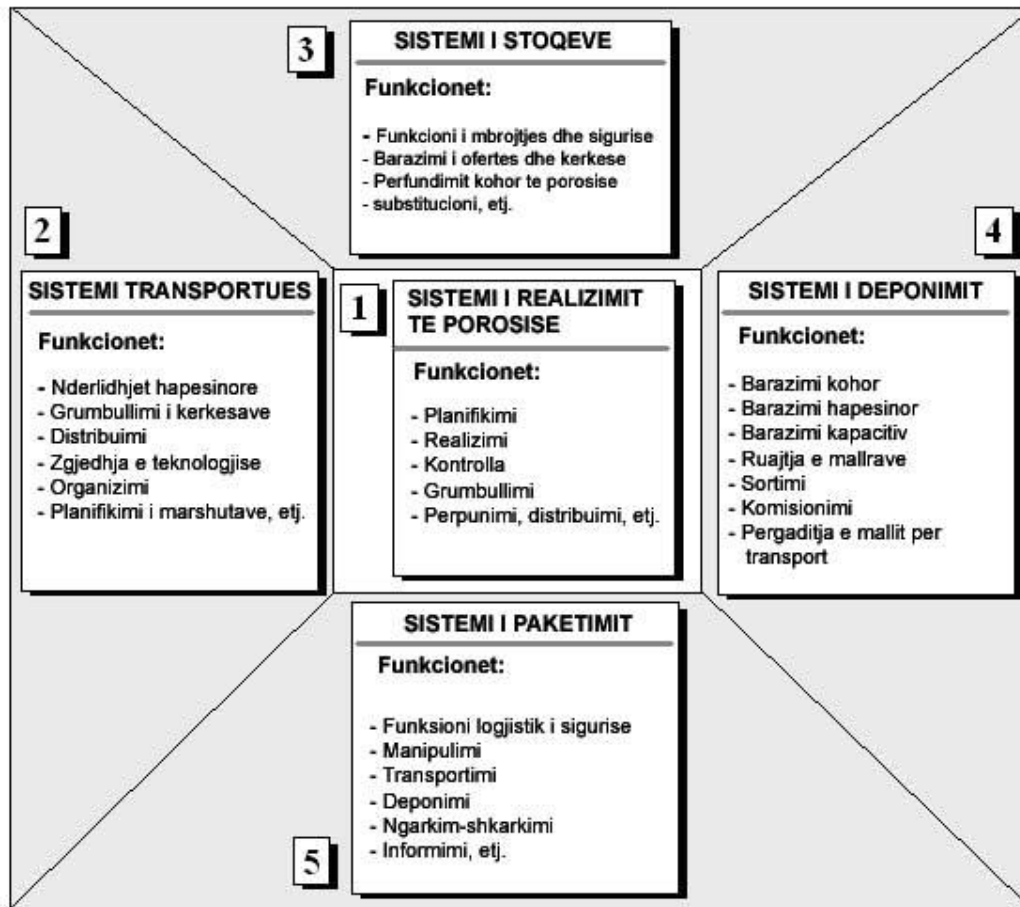 3
SISTEMI I STOQEVE
Funkcionet:
- Funkcioni i mbrojtjes dhe sigurise
- Barazimi i ofertes dhe kerkese
- Perfundimit kohor te porosise
- substitucioni, etj.
2
SISTEMI TRANSPORTUES
Funkcionet:
- Nderlidhjet hapesinore
- Grumbullimi i kerkesave
- Distribuimi
- Zgjedhja e teknologjise
- Organizimi
- Planifikimi i marshutave, etj.
1
SISTEMI I REALIZIMIT
TE POROSISE
Funkcionet:
- Planifikimi
- Realizimi
- Kontrolla
- Grumbullimi
- Perpunimi, distribuimi, etj.
4
SISTEMI I DEPONIMIT
Funkcionet:
- Barazimi kohor
- Barazimi hapesinor
- Barazimi kapacitiv
- Ruajtja e mallrave
- Sortimi
- Komisionimi
- Pergaditja e mallit per
transport
5
SISTEMI I PAKETIMIT
Funkcionet:
- Funksioni logjistik i sigurise
- Manipulimi
- Transportimi
- Deponimi
- Ngarkim-shkarkimi
- Informimi, etj.